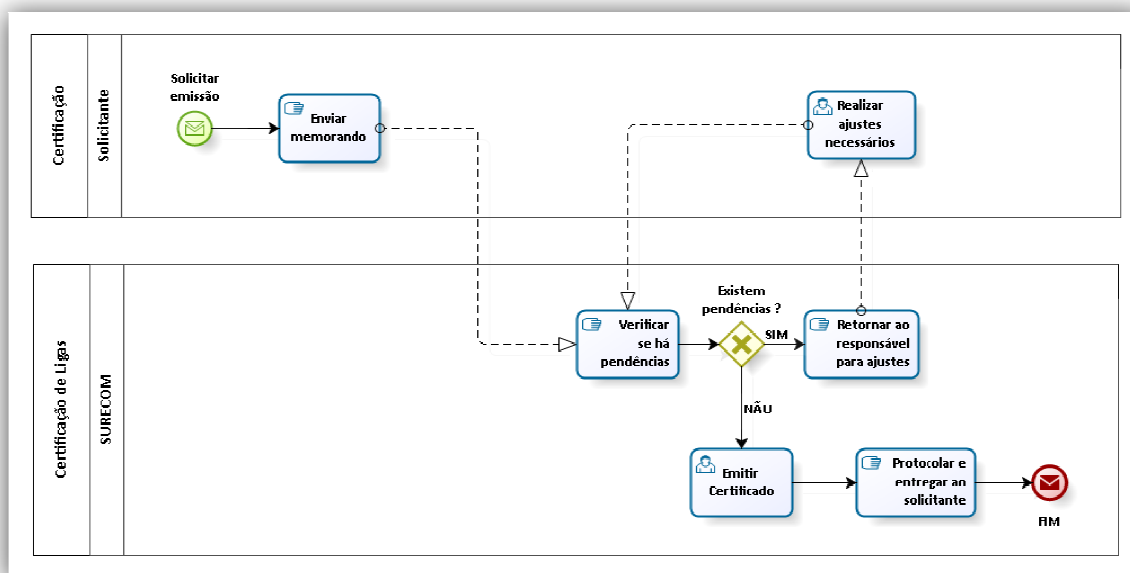 Certificação
Solicitante
Solicitar
emissão
Enviar
memorando
Realizar
ajustes
necessários
Certificação de Ligas
SURECOM
Verificar
se há
pendências
Existem
pendências ?
SIM
Retornar ao
responsável
para ajustes
NÃU
Emitir
Certificado
Protocolar e
entregar ao
solicitante
FIM